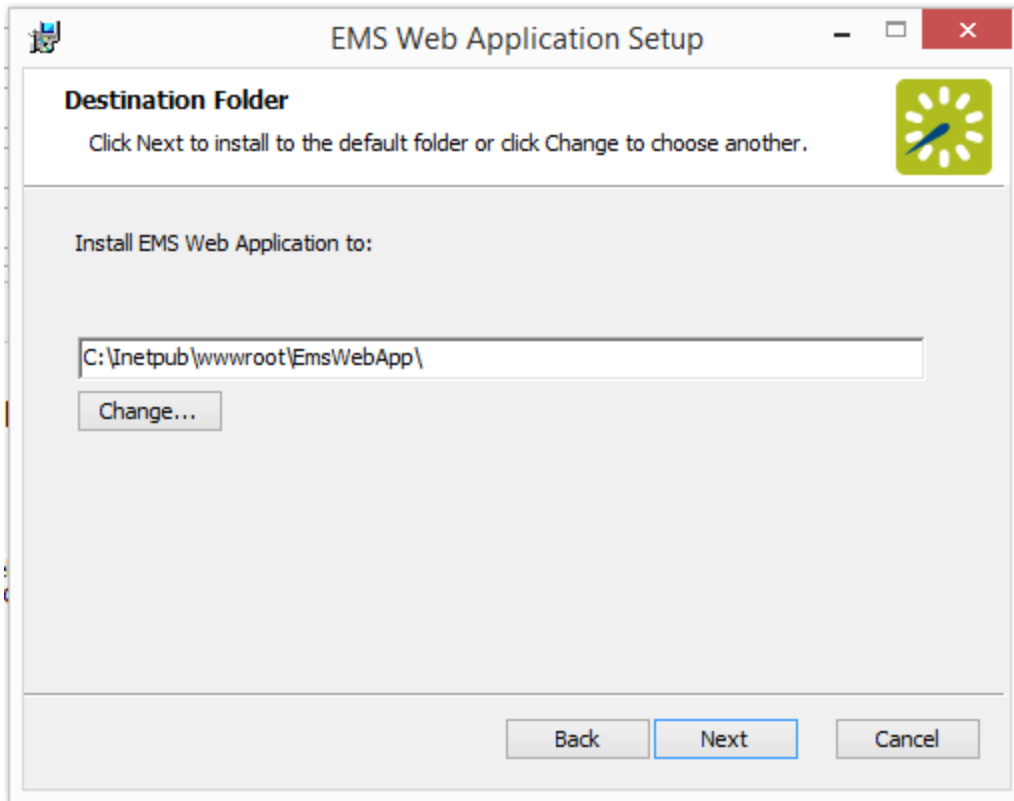 EMS Web Application Setup
Destination Folder
Click Next to install to the default folder or click Change to choose another.
Install EMS Web Application to:
C:\Inetpub\wwwroot\EmsWebApp\
Change...
Back Next Cancel